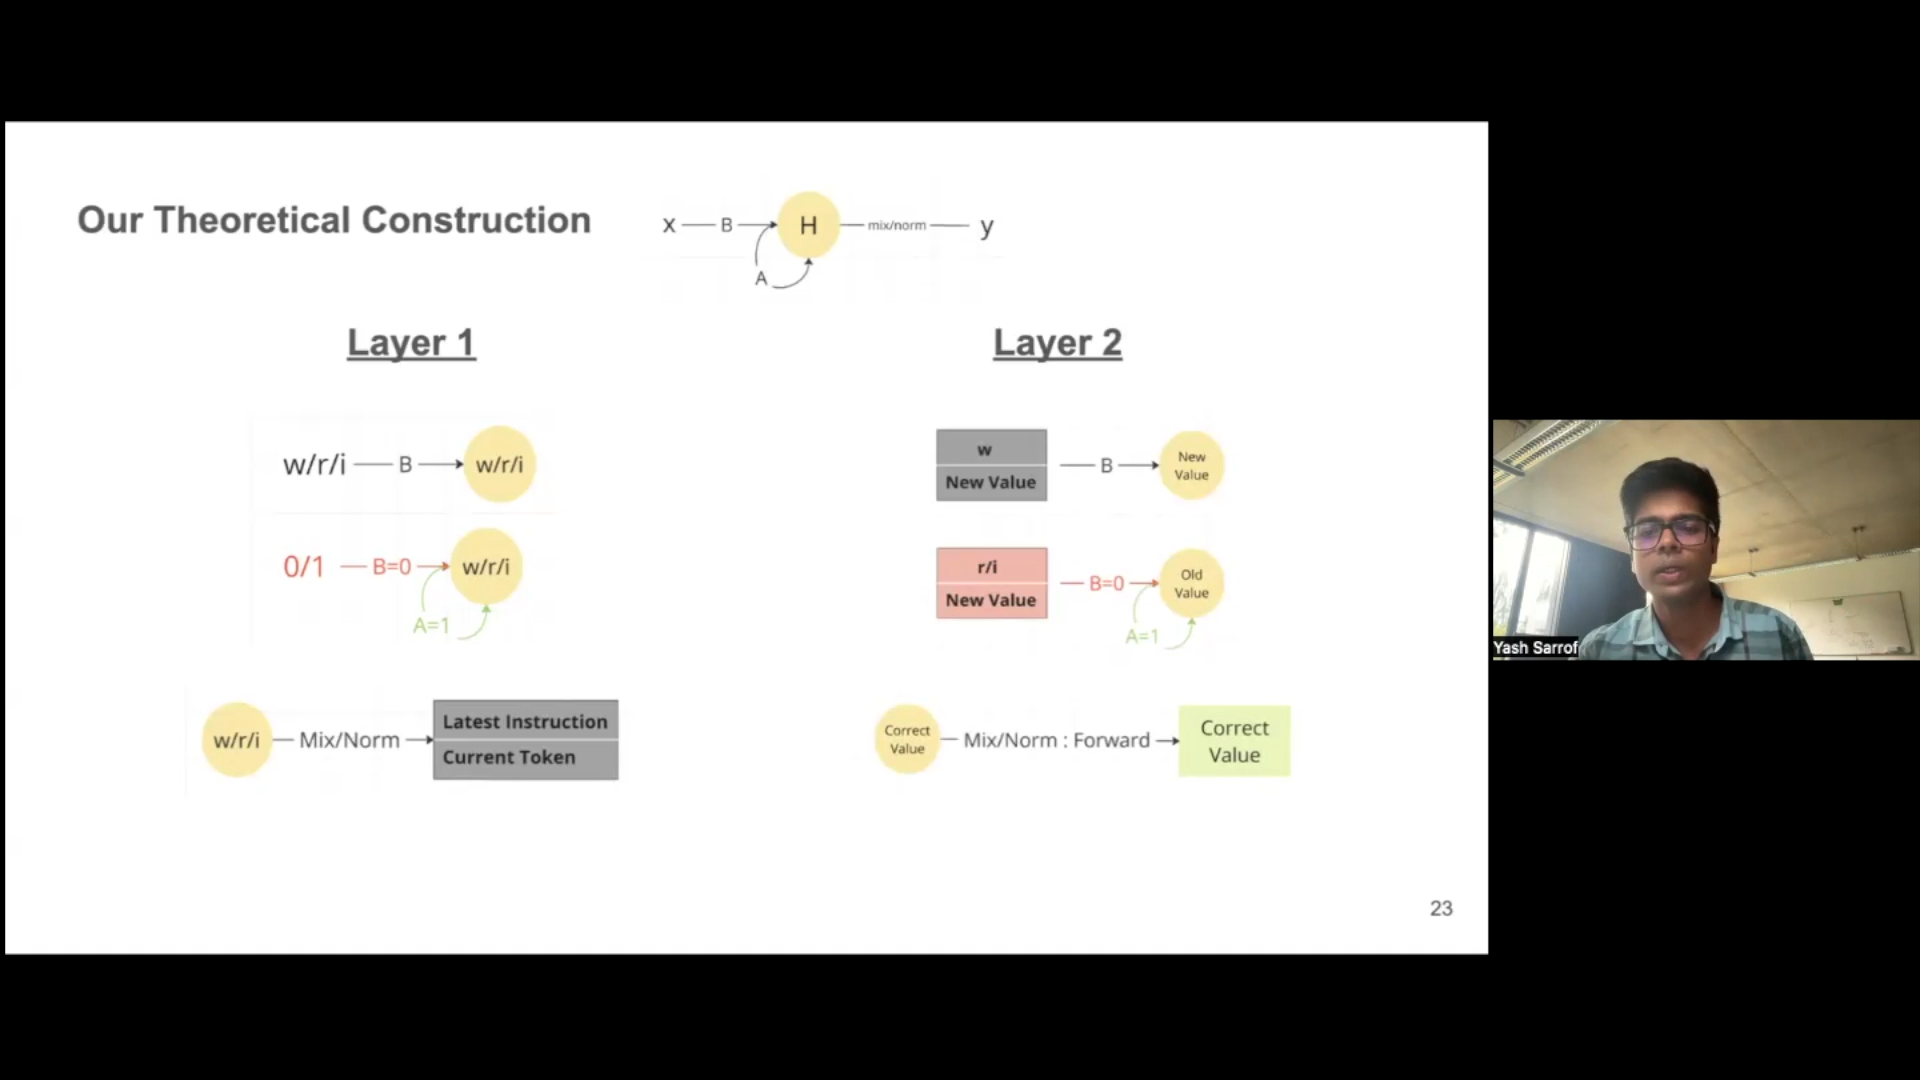 Our Theoretical Construction
x B H mix/norm y
A
Layer 1
Layer 2
w/r/i B w/r/i
w
New Value
B
New
Value
0/1 B=0 w/r/i
A=1
r/i
New Value
B=0
Old
Value
A=1
w/r/i Mix/Norm
Latest Instruction
Current Token
Correct
Value
Mix/Norm : Forward
Correct
Value
Yash Sarrof
23